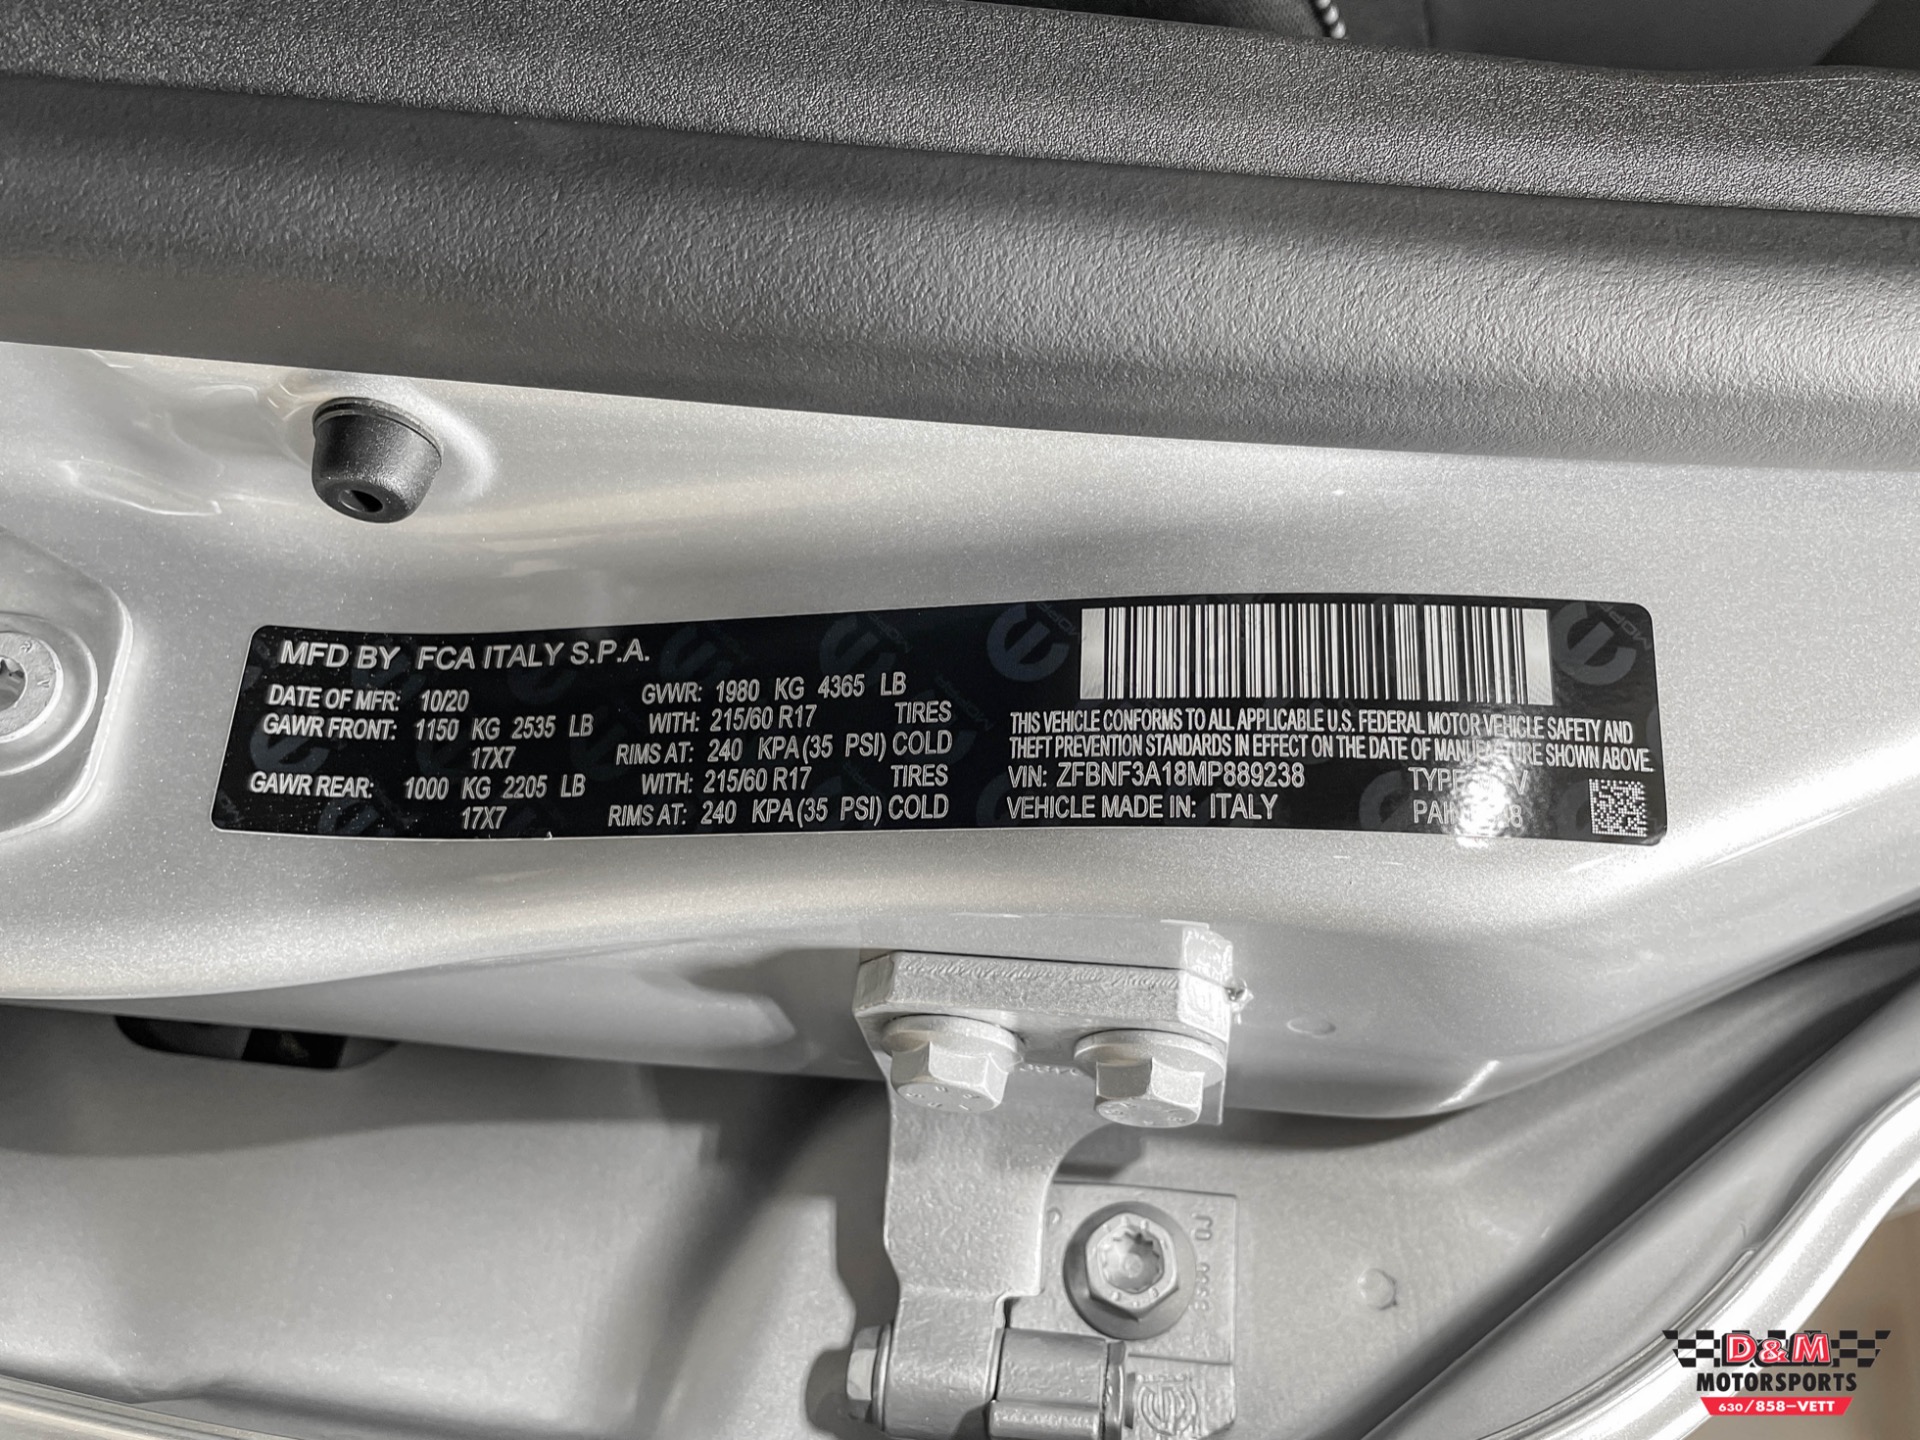 MFD BY FCA ITALY S.P.A.
DATE OF MFR: 10/20 GVWR: 1980 KG 4365 LB
GAWR FRONT: 1150 KG 2535 LB WITH: 215/60 R17 TIRES
17X7 RIMS AT: 240 KPA (35 PSI) COLD
GAWR REAR: 1000 KG 2205 LB WITH: 215/60 R17 TIRES
17X7 RIMS AT: 240 KPA (35 PSI) COLD
THIS VEHICLE CONFORMS TO ALL APPLICABLE U.S. FEDERAL MOTOR VEHICLE SAFETY AND
THEFT PREVENTION STANDARDS IN EFFECT ON THE DATE OF MANUFACTURE SHOWN ABOVE.
VIN: ZFBNF3A18MP889238
VEHICLE MADE IN: ITALY
D&M
MOTORSPORTS
630/858-VETT